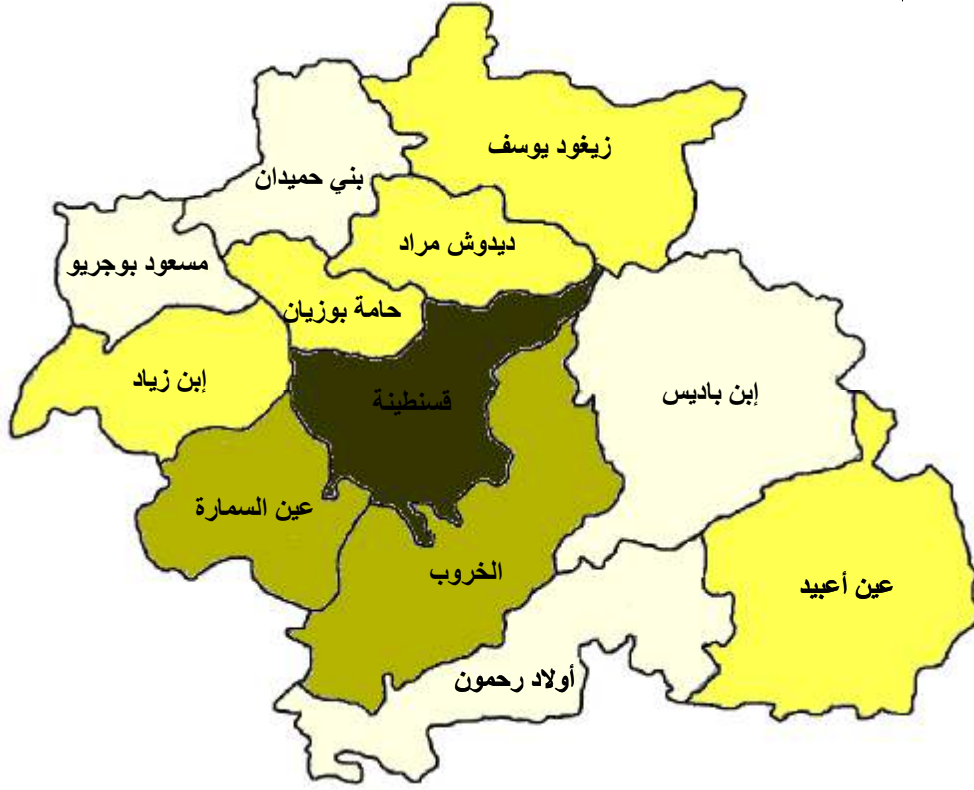 زيغود يوسف
بني حميدان
ديدوش مراد
مسعود بوجريو
حامة بوزيان
إبن زياد
إبن باديس
قسنطينة
عين السمارة
الخروب
عين أعبيد
أولاد رحمون